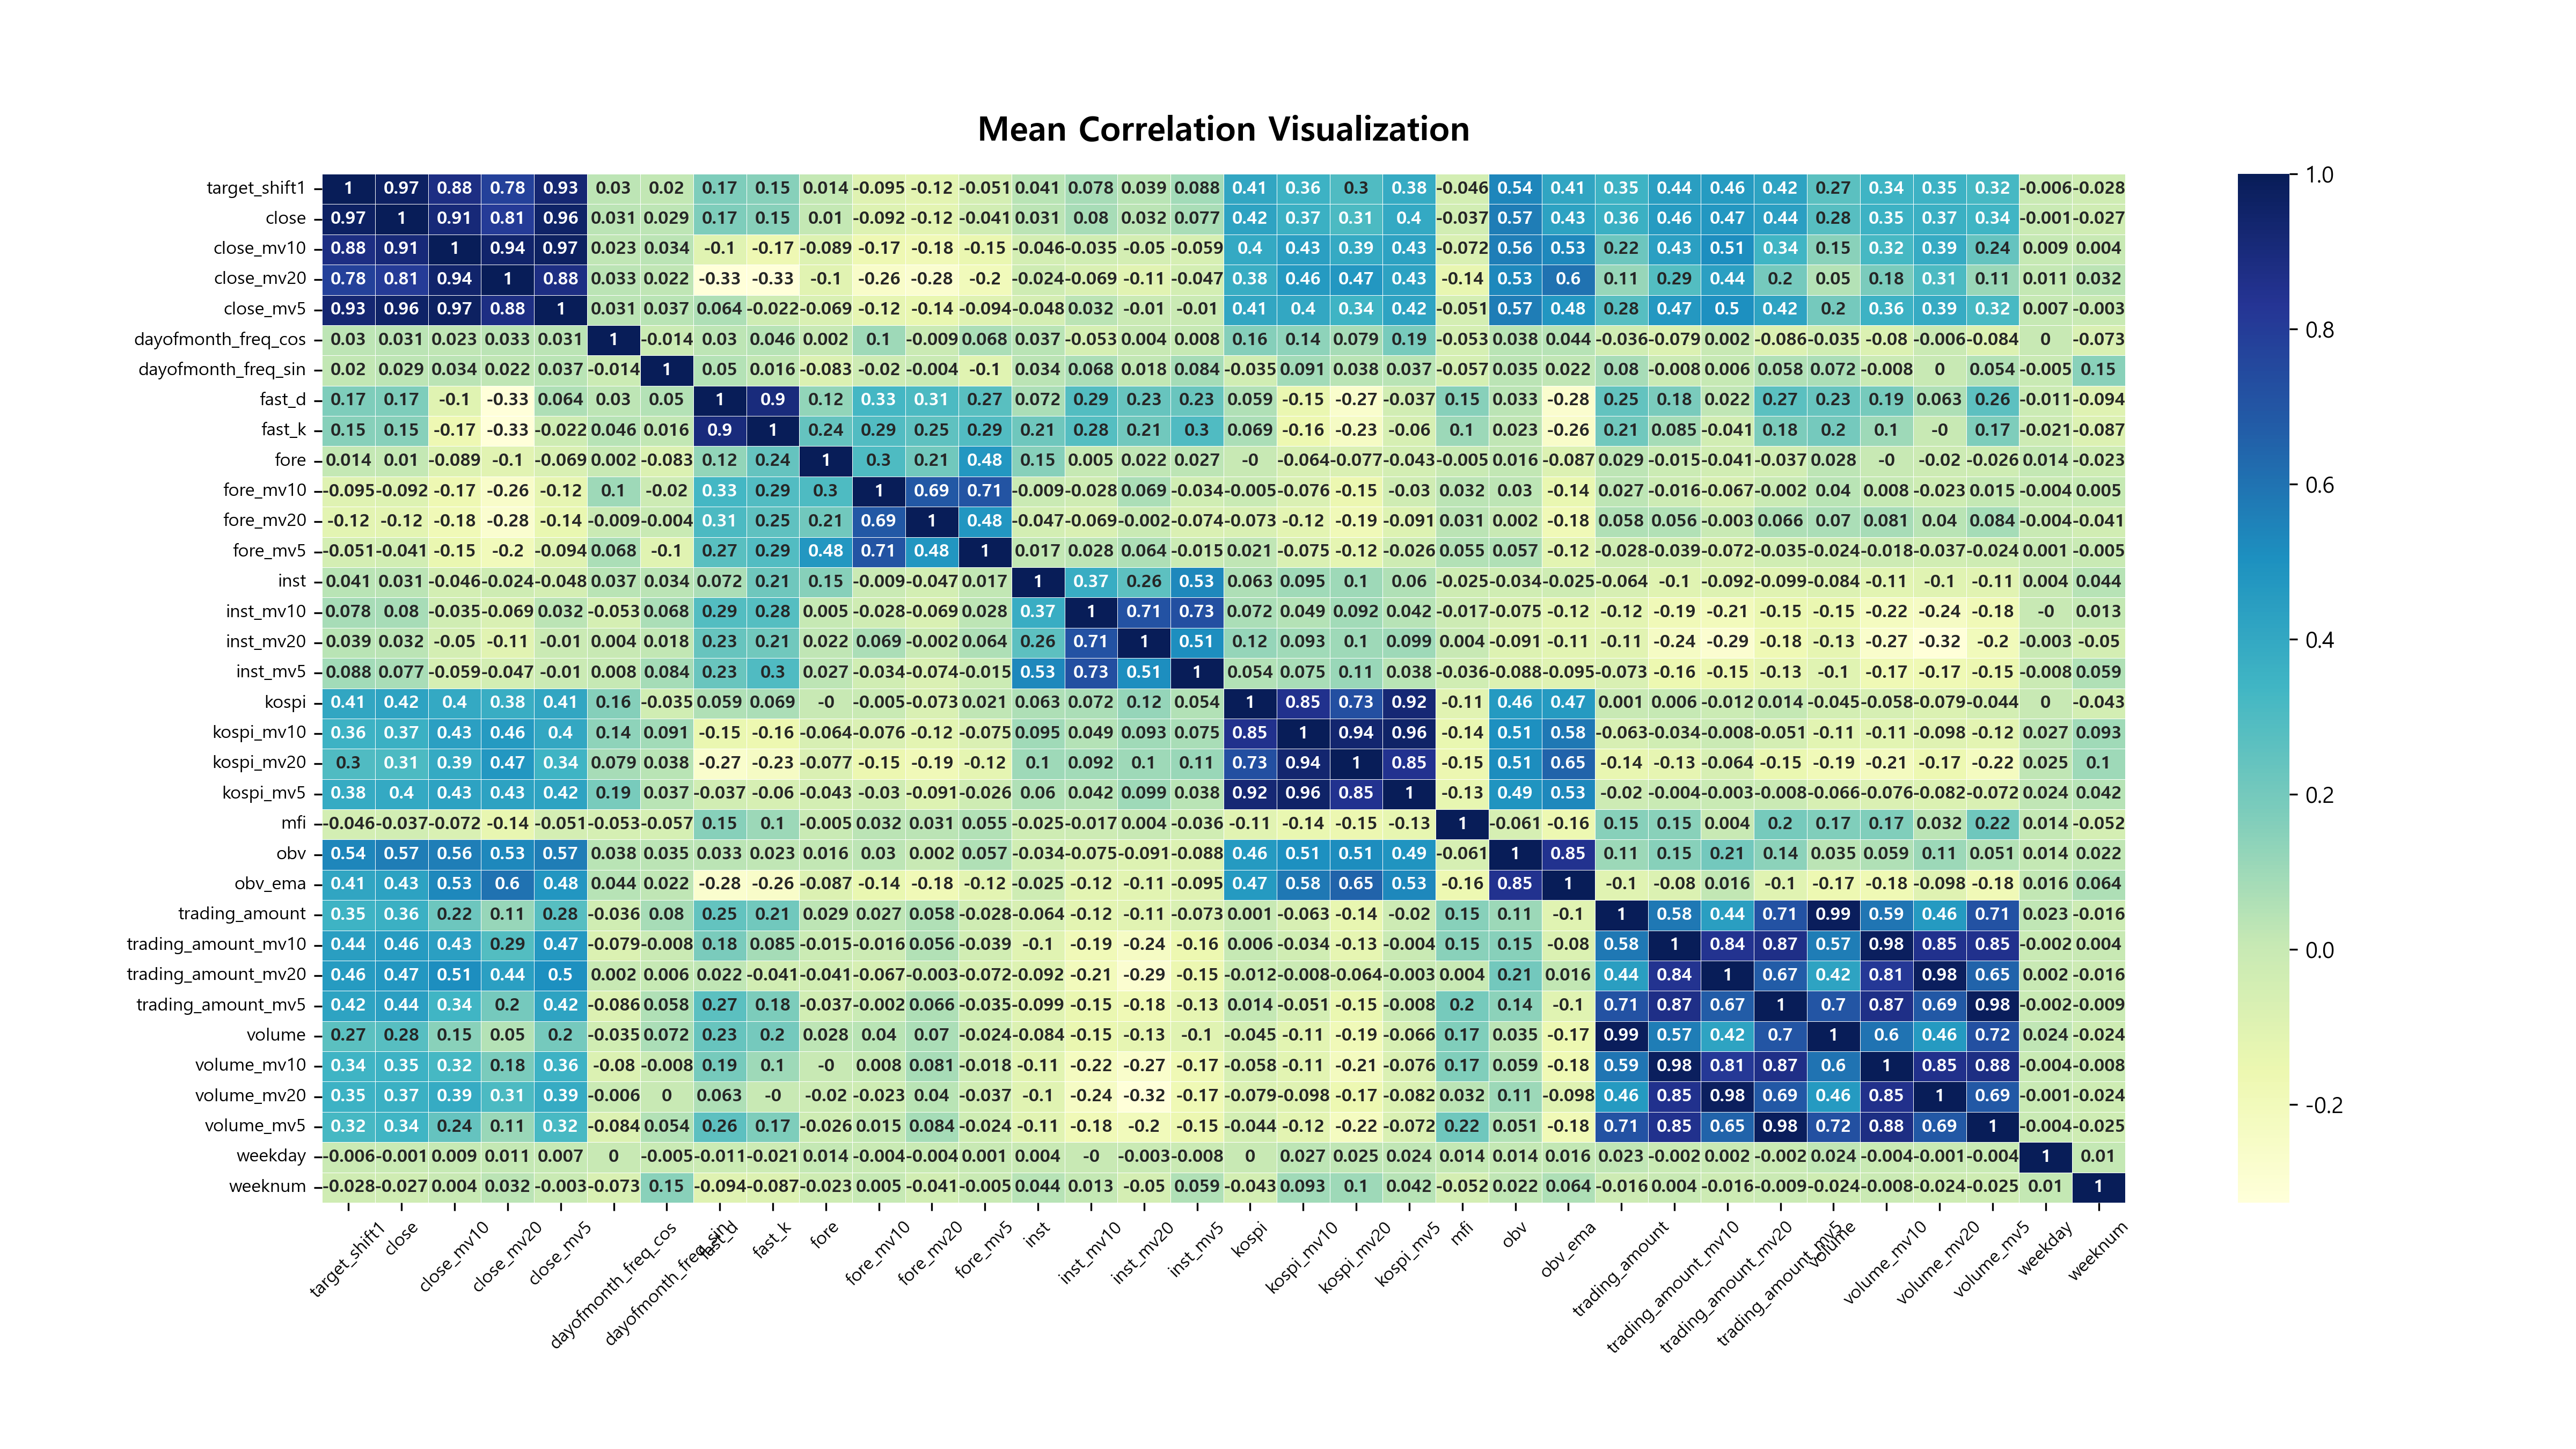 Mean Correlation Visualization
target_shift1 1 0.97 0.88 0.78 0.93 0.03 0.02 0.17 0.15 0.014 -0.095 -0.12 -0.051 0.041 0.078 0.039 0.088 0.41 0.36 0.3 0.38 -0.046 0.54 0.41 0.35 0.44 0.46 0.42 0.27 0.34 0.35 0.32 -0.006 -0.028
close 0.97 1 0.91 0.81 0.96 0.031 0.029 0.17 0.15 0.01 -0.092 -0.12 -0.041 0.031 0.08 0.032 0.077 0.42 0.37 0.31 0.4 -0.037 0.57 0.43 0.36 0.46 0.47 0.44 0.28 0.35 0.37 0.34 -0.001 -0.027
close_mv10 0.88 0.91 1 0.94 0.97 0.023 0.034 -0.1 -0.17 -0.089 -0.17 -0.18 -0.15 -0.046 -0.035 -0.05 -0.059 0.4 0.43 0.39 0.43 -0.072 0.56 0.53 0.22 0.43 0.51 0.34 0.15 0.32 0.39 0.24 0.009 0.004
close_mv20 0.78 0.81 0.94 1 0.88 0.033 0.022 -0.33 -0.33 -0.1 -0.26 -0.28 -0.2 -0.024 -0.069 -0.11 -0.047 0.38 0.46 0.47 0.43 -0.14 0.53 0.6 0.11 0.29 0.44 0.2 0.05 0.18 0.31 0.11 0.011 0.032
close_mv5 0.93 0.96 0.97 0.88 1 0.031 0.037 0.064 -0.022 -0.069 -0.12 -0.14 -0.094 -0.048 0.032 -0.01 -0.01 0.41 0.4 0.34 0.42 -0.051 0.57 0.48 0.28 0.47 0.5 0.42 0.2 0.36 0.39 0.32 0.007 -0.003
dayofmonth_freq_cos 0.03 0.031 0.023 0.033 0.031 1 -0.014 0.03 0.046 0.002 0.1 -0.009 0.068 0.037 -0.053 0.004 0.008 0.16 0.14 0.079 0.19 -0.053 0.038 0.044 -0.036 -0.079 0.002 -0.086 -0.035 -0.08 -0.006 -0.084 0 -0.073
dayofmonth_freq_sin 0.02 0.029 0.034 0.022 0.037 -0.014 1 0.05 0.016 -0.083 -0.02 -0.004 -0.1 0.034 0.068 0.018 0.084 -0.035 0.091 0.038 0.037 -0.057 0.035 0.022 0.08 -0.008 0.006 0.058 0.072 -0.008 0 0.054 -0.005 0.15
fast_d 0.17 0.17 -0.1 -0.33 0.064 0.03 0.05 1 0.9 0.12 0.33 0.31 0.27 0.072 0.29 0.23 0.23 0.059 -0.15 -0.27 -0.037 0.15 0.033 -0.28 0.25 0.18 0.022 0.27 0.23 0.19 0.063 0.26 -0.011 -0.094
fast_k 0.15 0.15 -0.17 -0.33 -0.022 0.046 0.016 0.9 1 0.24 0.29 0.25 0.29 0.21 0.28 0.21 0.3 0.069 -0.16 -0.23 -0.06 0.1 0.023 -0.26 0.21 0.085 -0.041 0.18 0.2 0.1 -0 0.17 -0.021 -0.087
fore 0.014 0.01 -0.089 -0.1 -0.069 0.002 -0.083 0.12 0.24 1 0.3 0.21 0.48 0.15 0.005 0.022 0.027 -0 -0.064 -0.077 -0.043 -0.005 0.016 -0.087 0.029 -0.015 -0.041 -0.037 0.028 -0 -0.02 -0.026 0.014 -0.023
fore_mv10 -0.095 -0.092 -0.17 -0.26 -0.12 0.1 -0.02 0.33 0.29 0.3 1 0.69 0.71 -0.009 -0.028 0.069 -0.034 -0.005 -0.076 -0.15 -0.03 0.032 0.03 -0.14 0.027 -0.016 -0.067 -0.002 0.04 0.008 -0.023 0.015 -0.004 0.005
fore_mv20 -0.12 -0.12 -0.18 -0.28 -0.14 -0.009 -0.004 0.31 0.25 0.21 0.69 1 0.48 -0.047 -0.069 -0.002 -0.074 -0.073 -0.12 -0.19 -0.091 0.031 0.002 -0.18 0.058 0.056 -0.003 0.066 0.07 0.081 0.04 0.084 -0.004 -0.041
fore_mv5 -0.051 -0.041 -0.15 -0.2 -0.094 0.068 -0.1 0.27 0.29 0.48 0.71 0.48 1 0.017 0.028 0.064 -0.015 0.021 -0.075 -0.12 -0.026 0.055 0.057 -0.12 -0.028 -0.039 -0.072 -0.035 -0.024 -0.018 -0.037 -0.024 0.001 -0.005
inst 0.041 0.031 -0.046 -0.024 -0.048 0.037 0.034 0.072 0.21 0.15 -0.009 -0.047 0.017 1 0.37 0.26 0.53 0.063 0.095 0.1 0.06 -0.025 -0.034 -0.025 -0.064 -0.1 -0.092 -0.099 -0.084 -0.11 -0.1 -0.11 0.004 0.044
inst_mv10 0.078 0.08 -0.035 -0.069 0.032 -0.053 0.068 0.29 0.28 0.005 -0.028 -0.069 0.028 0.37 1 0.71 0.73 0.072 0.049 0.092 0.042 -0.017 -0.075 -0.12 -0.12 -0.19 -0.21 -0.15 -0.15 -0.22 -0.24 -0.18 -0 0.013
inst_mv20 0.039 0.032 -0.05 -0.11 -0.01 0.004 0.018 0.23 0.21 0.022 0.069 -0.002 0.064 0.26 0.71 1 0.51 0.12 0.093 0.1 0.099 0.004 -0.091 -0.11 -0.11 -0.24 -0.29 -0.18 -0.13 -0.27 -0.32 -0.2 -0.003 -0.05
inst_mv5 0.088 0.077 -0.059 -0.047 -0.01 0.008 0.084 0.23 0.3 0.027 -0.034 -0.074 -0.015 0.53 0.73 0.51 1 0.054 0.075 0.11 0.038 -0.036 -0.088 -0.095 -0.073 -0.16 -0.15 -0.13 -0.1 -0.17 -0.17 -0.15 -0.008 0.059
kospi 0.41 0.42 0.4 0.38 0.41 0.16 -0.035 0.059 0.069 -0 -0.005 -0.073 0.021 0.063 0.072 0.12 0.054 1 0.85 0.73 0.92 -0.11 0.46 0.47 0.001 0.006 -0.012 0.014 -0.045 -0.058 -0.079 -0.044 0 -0.043
kospi_mv10 0.36 0.37 0.43 0.46 0.4 0.14 0.091 -0.15 -0.16 -0.064 -0.076 -0.12 -0.075 0.095 0.049 0.093 0.075 0.85 1 0.94 0.96 -0.14 0.51 0.58 -0.063 -0.034 -0.008 -0.051 -0.11 -0.11 -0.098 -0.12 0.027 0.093
kospi_mv20 0.3 0.31 0.39 0.47 0.34 0.079 0.038 -0.27 -0.23 -0.077 -0.15 -0.19 -0.12 0.1 0.092 0.1 0.11 0.73 0.94 1 0.85 -0.15 0.51 0.65 -0.14 -0.13 -0.064 -0.15 -0.19 -0.21 -0.17 -0.22 0.025 0.1
kospi_mv5 0.38 0.4 0.43 0.43 0.42 0.19 0.037 -0.037 -0.06 -0.043 -0.03 -0.091 -0.026 0.06 0.042 0.099 0.038 0.92 0.96 0.85 1 -0.13 0.49 0.53 -0.02 -0.004 -0.003 -0.008 -0.066 -0.076 -0.082 -0.072 0.024 0.042
mfi -0.046 -0.037 -0.072 -0.14 -0.051 -0.053 -0.057 0.15 0.1 -0.005 0.032 0.031 0.055 -0.025 -0.017 0.004 -0.036 -0.11 -0.14 -0.15 -0.13 1 -0.061 -0.16 0.15 0.15 0.004 0.2 0.17 0.17 0.032 0.22 0.014 -0.052
obv 0.54 0.57 0.56 0.53 0.57 0.038 0.035 0.033 0.023 0.016 0.03 0.002 0.057 -0.034 -0.075 -0.091 -0.088 0.46 0.51 0.51 0.49 -0.061 1 0.85 0.11 0.15 0.21 0.14 0.035 0.059 0.11 0.051 0.014 0.022
obv_ema 0.41 0.43 0.53 0.6 0.48 0.044 0.022 -0.28 -0.26 -0.087 -0.14 -0.18 -0.12 -0.025 -0.12 -0.11 -0.095 0.47 0.58 0.65 0.53 -0.16 0.85 1 -0.1 -0.08 0.016 -0.1 -0.17 -0.18 -0.098 -0.18 0.016 0.064
trading_amount 0.35 0.36 0.22 0.11 0.28 -0.036 0.08 0.25 0.21 0.029 0.027 0.058 -0.028 -0.064 -0.12 -0.11 -0.073 0.001 -0.063 -0.14 -0.02 0.15 0.11 -0.1 1 0.58 0.44 0.71 0.99 0.59 0.46 0.71 0.023 -0.016
trading_amount_mv10 0.44 0.46 0.43 0.29 0.47 -0.079 -0.008 0.18 0.085 -0.015 -0.016 0.056 -0.039 -0.1 -0.19 -0.24 -0.16 0.006 -0.034 -0.13 -0.004 0.15 0.15 -0.08 0.58 1 0.84 0.87 0.57 0.98 0.85 0.85 -0.002 0.004
trading_amount_mv20 0.46 0.47 0.51 0.44 0.5 0.002 0.006 0.022 -0.041 -0.041 -0.067 -0.003 -0.072 -0.092 -0.21 -0.29 -0.15 -0.012 -0.008 -0.064 -0.003 0.004 0.21 0.016 0.44 0.84 1 0.67 0.42 0.81 0.98 0.65 0.002 -0.016
trading_amount_mv5 0.42 0.44 0.34 0.2 0.42 -0.086 0.058 0.27 0.18 -0.037 -0.002 0.066 -0.035 -0.099 -0.15 -0.18 -0.13 0.014 -0.051 -0.15 -0.008 0.2 0.14 -0.1 0.71 0.87 0.67 1 0.7 0.87 0.69 0.98 -0.002 -0.009
volume 0.27 0.28 0.15 0.05 0.2 -0.035 0.072 0.23 0.2 0.028 0.04 0.07 -0.024 -0.084 -0.15 -0.13 -0.1 -0.045 -0.11 -0.19 -0.066 0.17 0.035 -0.17 0.99 0.57 0.42 0.7 1 0.6 0.46 0.72 0.024 -0.024
volume_mv10 0.34 0.35 0.32 0.18 0.36 -0.08 -0.008 0.19 0.1 -0 0.008 0.081 -0.018 -0.11 -0.22 -0.27 -0.17 -0.058 -0.11 -0.21 -0.076 0.17 0.059 -0.18 0.59 0.98 0.81 0.87 0.6 1 0.85 0.88 -0.004 -0.008
volume_mv20 0.35 0.37 0.39 0.31 0.39 -0.006 0 0.063 -0 -0.02 -0.023 0.04 -0.037 -0.1 -0.24 -0.32 -0.17 -0.079 -0.098 -0.17 -0.082 0.032 0.11 -0.098 0.46 0.85 0.98 0.69 0.46 0.85 1 0.69 -0.001 -0.024
volume_mv5 0.32 0.34 0.24 0.11 0.32 -0.084 0.054 0.26 0.17 -0.026 0.015 0.084 -0.024 -0.11 -0.18 -0.2 -0.15 -0.044 -0.12 -0.22 -0.072 0.22 0.051 -0.18 0.71 0.85 0.65 0.98 0.72 0.88 0.69 1 -0.004 -0.025
weekday -0.006 -0.001 0.009 0.011 0.007 0 -0.005 -0.011 -0.021 0.014 -0.004 -0.004 0.001 0.004 -0 -0.003 -0.008 0 0.027 0.025 0.024 0.014 0.014 0.016 0.023 -0.002 0.002 -0.002 0.024 -0.004 -0.001 -0.004 1 0.01
weeknum -0.028 -0.027 0.004 0.032 -0.003 -0.073 0.15 -0.094 -0.087 -0.023 0.005 -0.041 -0.005 0.044 0.013 -0.05 0.059 -0.043 0.093 0.1 0.042 -0.052 0.022 0.064 -0.016 0.004 -0.016 -0.009 -0.024 -0.008 -0.024 -0.025 0.01 1
target_shift1 close close_mv10 close_mv20 close_mv5 dayofmonth_freq_cos dayofmonth_freq_sin fast_d fast_k fore fore_mv10 fore_mv20 fore_mv5 inst inst_mv10 inst_mv20 inst_mv5 kospi kospi_mv10 kospi_mv20 kospi_mv5 mfi obv obv_ema trading_amount trading_amount_mv10 trading_amount_mv20 trading_amount_mv5 volume volume_mv10 volume_mv20 volume_mv5 weekday weeknum
1.0
0.8
0.6
0.4
0.2
0.0
-0.2